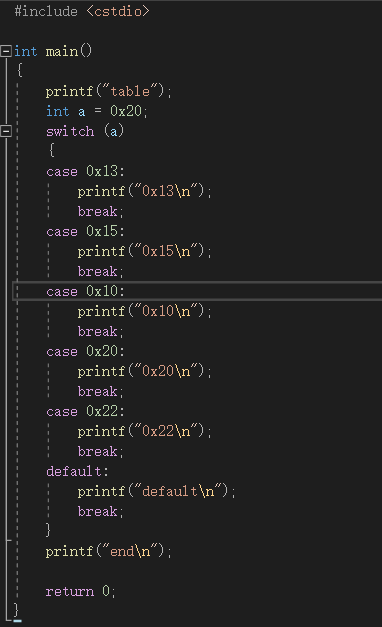 #include <cstdio>
int main()
{
printf("table");
int a = 0x20;
switch (a)
{
case 0x13:
printf("0x13\n");
break;
case 0x15:
printf("0x15\n");
break;
case 0x10:
printf("0x10\n");
break;
case 0x20:
printf("0x20\n");
break;
case 0x22:
printf("0x22\n");
break;
default:
printf("default\n");
break;
}
printf("end\n");
return 0;
}